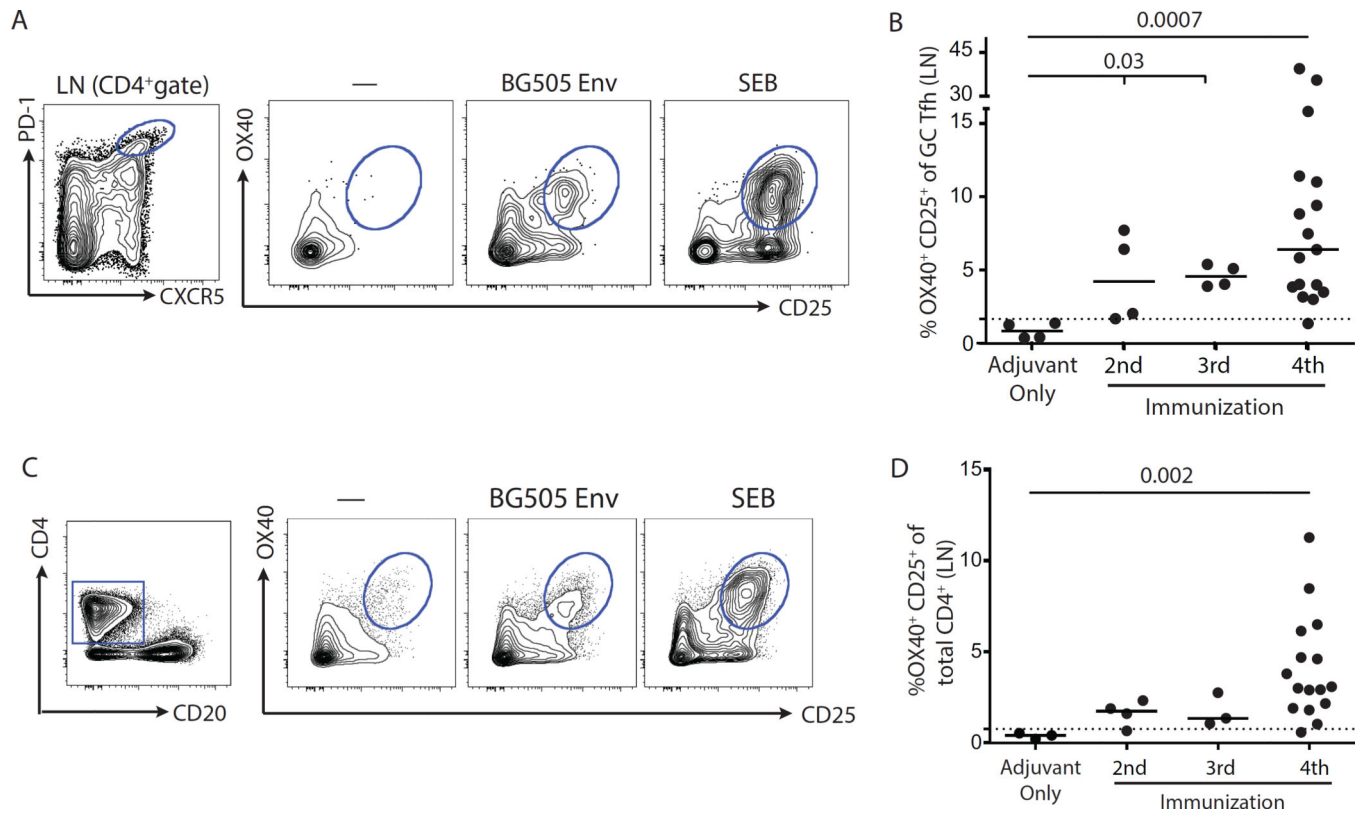 A
LN (CD4⁺gate)
PD-1
CXCR5
—
BG505 Env
SEB
OX40
CD25
B
0.0007
0.03
% OX40⁺ CD25⁺ of GC Tfh (LN)
45
30
15
10
5
0
Adjuvant
Only
2nd
3rd
4th
Immunization
C
CD4
CD20
—
BG505 Env
SEB
OX40
CD25
D
0.002
%OX40⁺ CD25⁺ of
total CD4⁺ (LN)
15
10
5
0
Adjuvant
Only
2nd
3rd
4th
Immunization